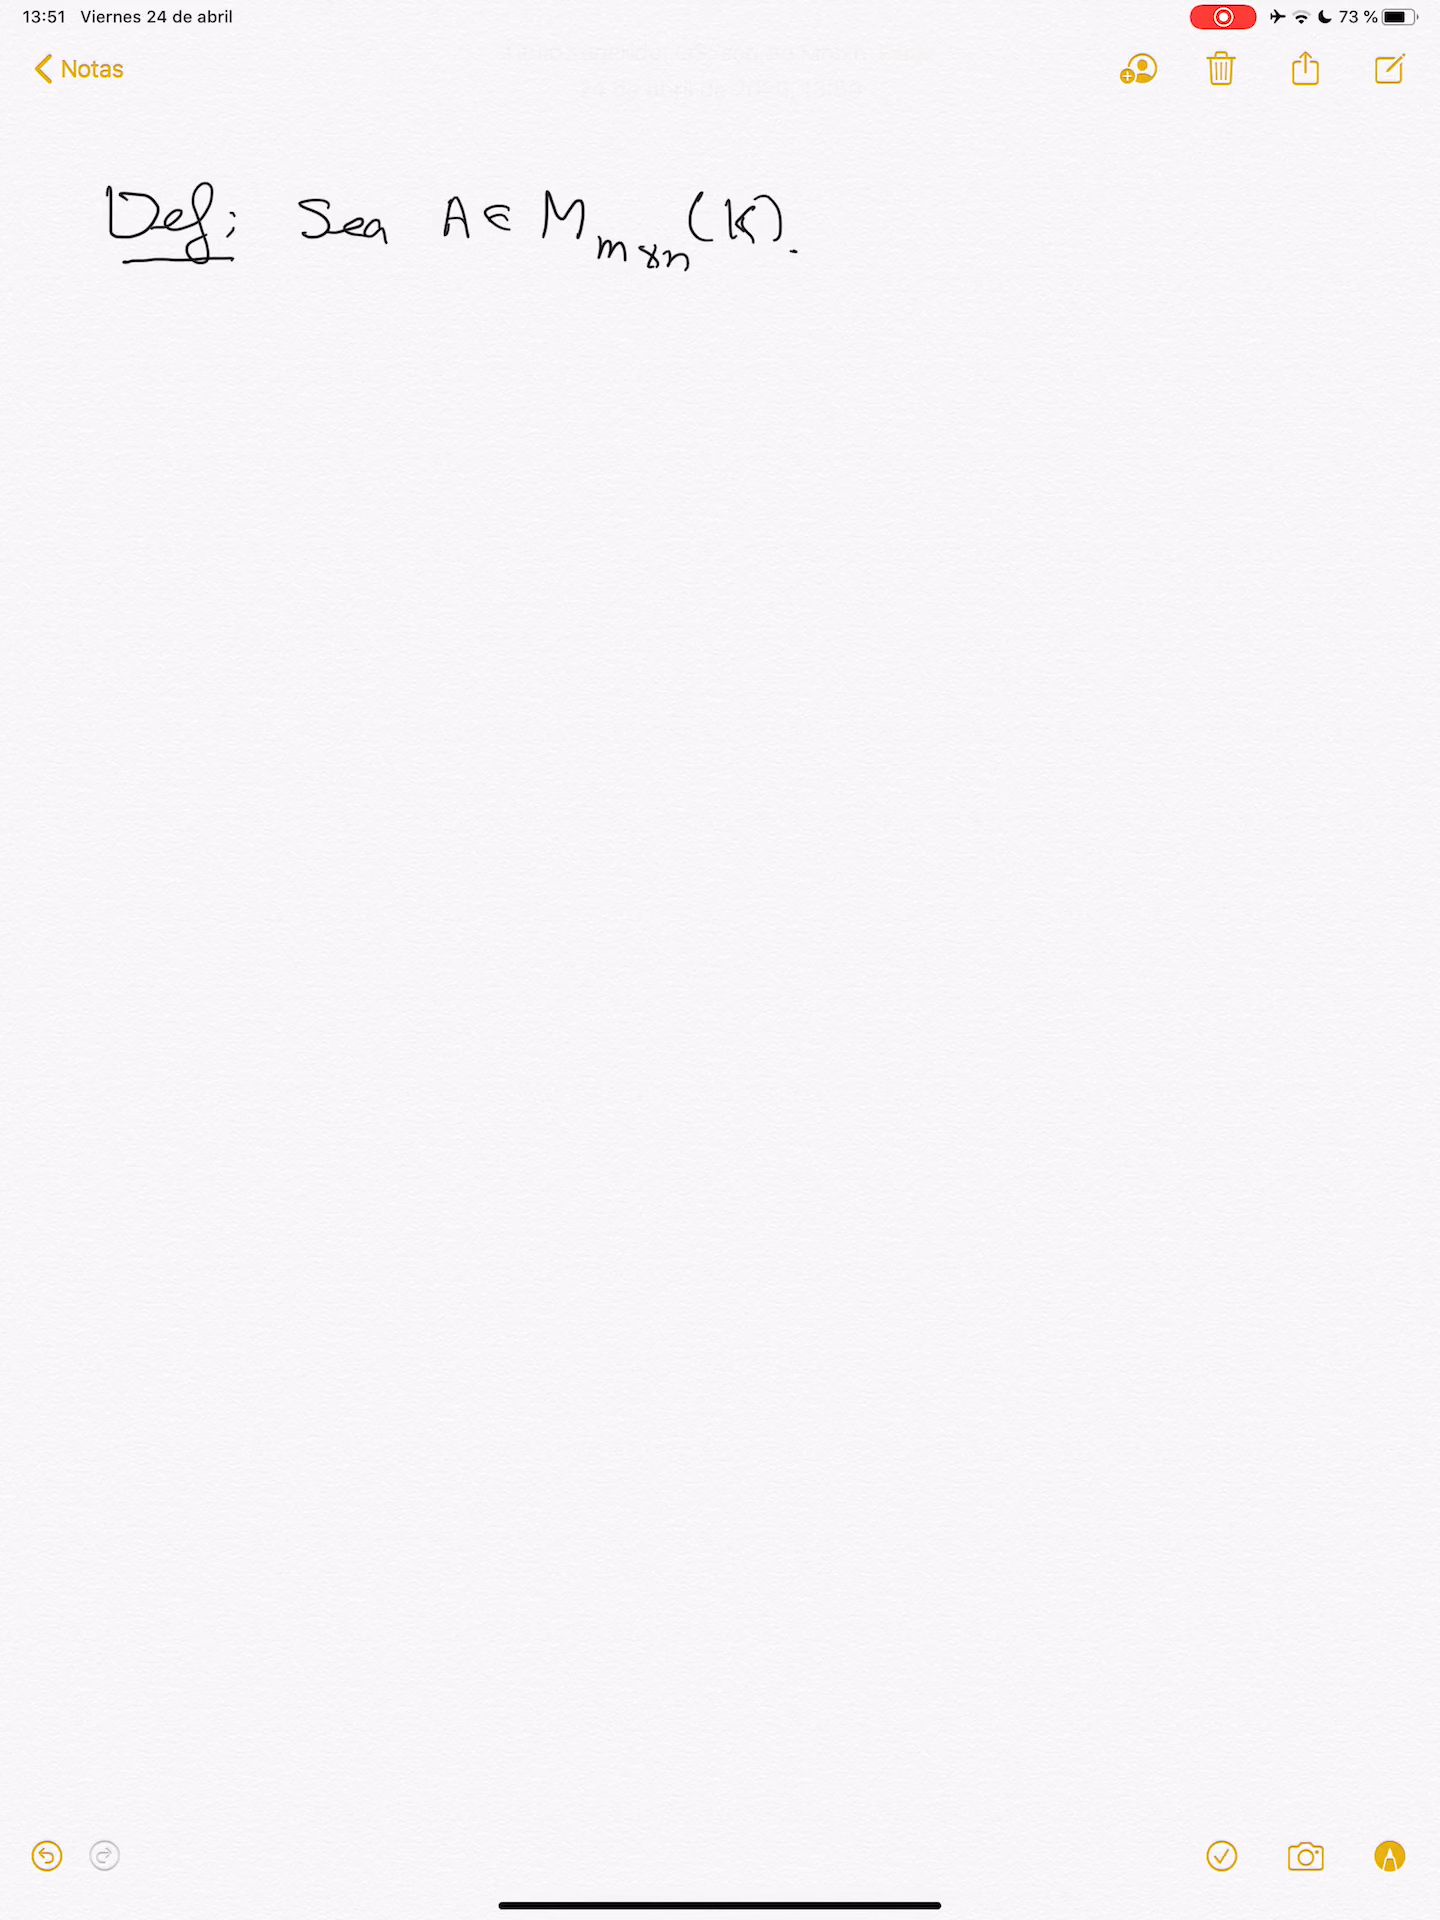 13:51 Viernes 24 de abril 73 %
Notas
Def: Sea A ∈ M_{m×n}(K).